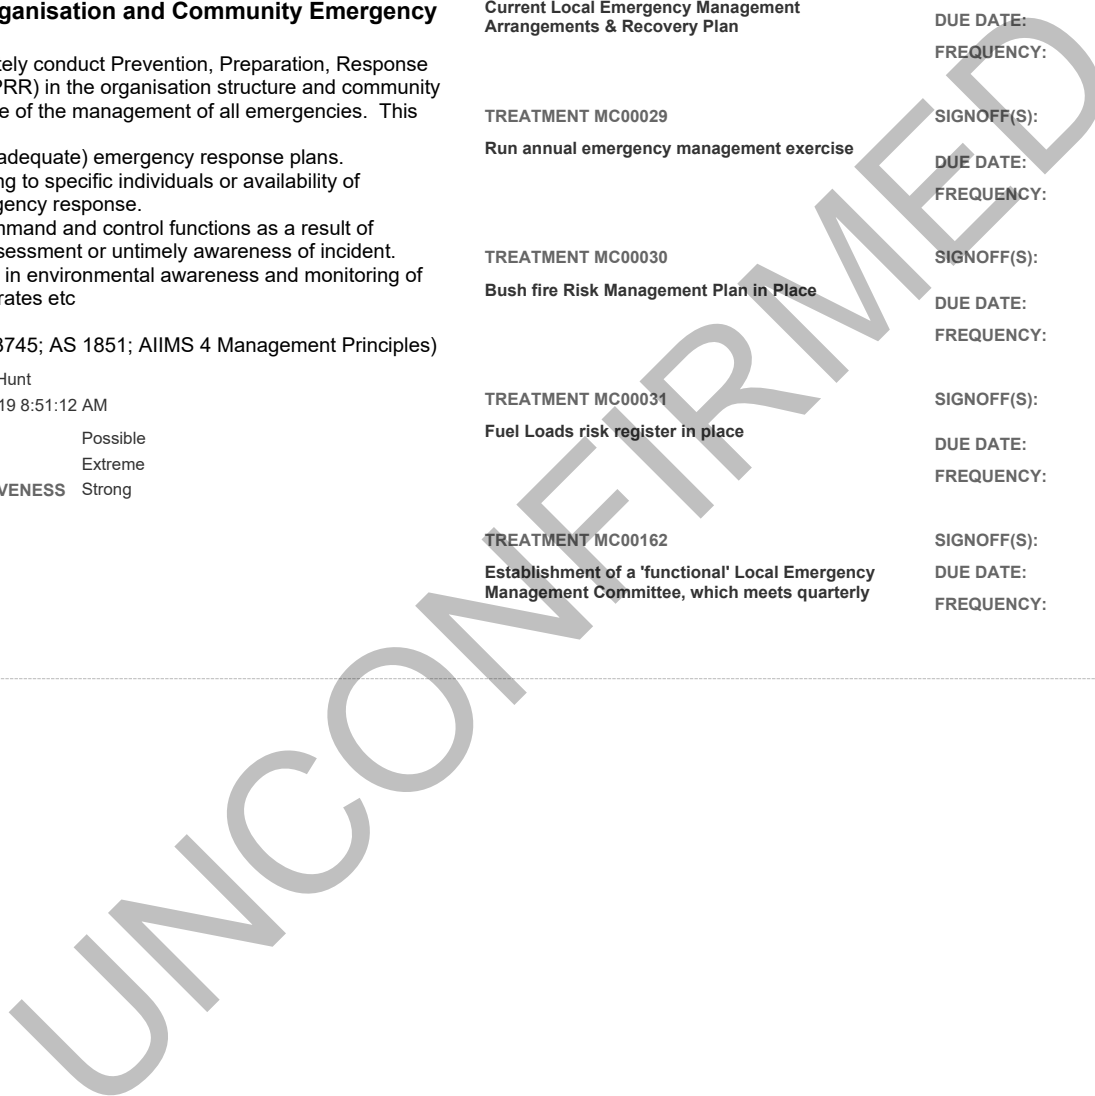 ganisation and Community Emergency
tely conduct Prevention, Preparation, Response
PRR) in the organisation structure and community
e of the management of all emergencies.  This
adequate) emergency response plans.
ng to specific individuals or availability of
gency response.
mmand and control functions as a result of
ssessment or untimely awareness of incident.
in environmental awareness and monitoring of
rates etc
3745; AS 1851; AIIMS 4 Management Principles)
Hunt
19 8:51:12 AM
Possible
Extreme
VENESS Strong
Current Local Emergency Management
Arrangements & Recovery Plan
DUE DATE:
FREQUENCY:
TREATMENT MC00029
SIGNOFF(S):
Run annual emergency management exercise
DUE DATE:
FREQUENCY:
TREATMENT MC00030
SIGNOFF(S):
Bush fire Risk Management Plan in Place
DUE DATE:
FREQUENCY:
TREATMENT MC00031
SIGNOFF(S):
Fuel Loads risk register in place
DUE DATE:
FREQUENCY:
TREATMENT MC00162
SIGNOFF(S):
Establishment of a 'functional' Local Emergency
Management Committee, which meets quarterly
DUE DATE:
FREQUENCY:
UNCONFIRMED